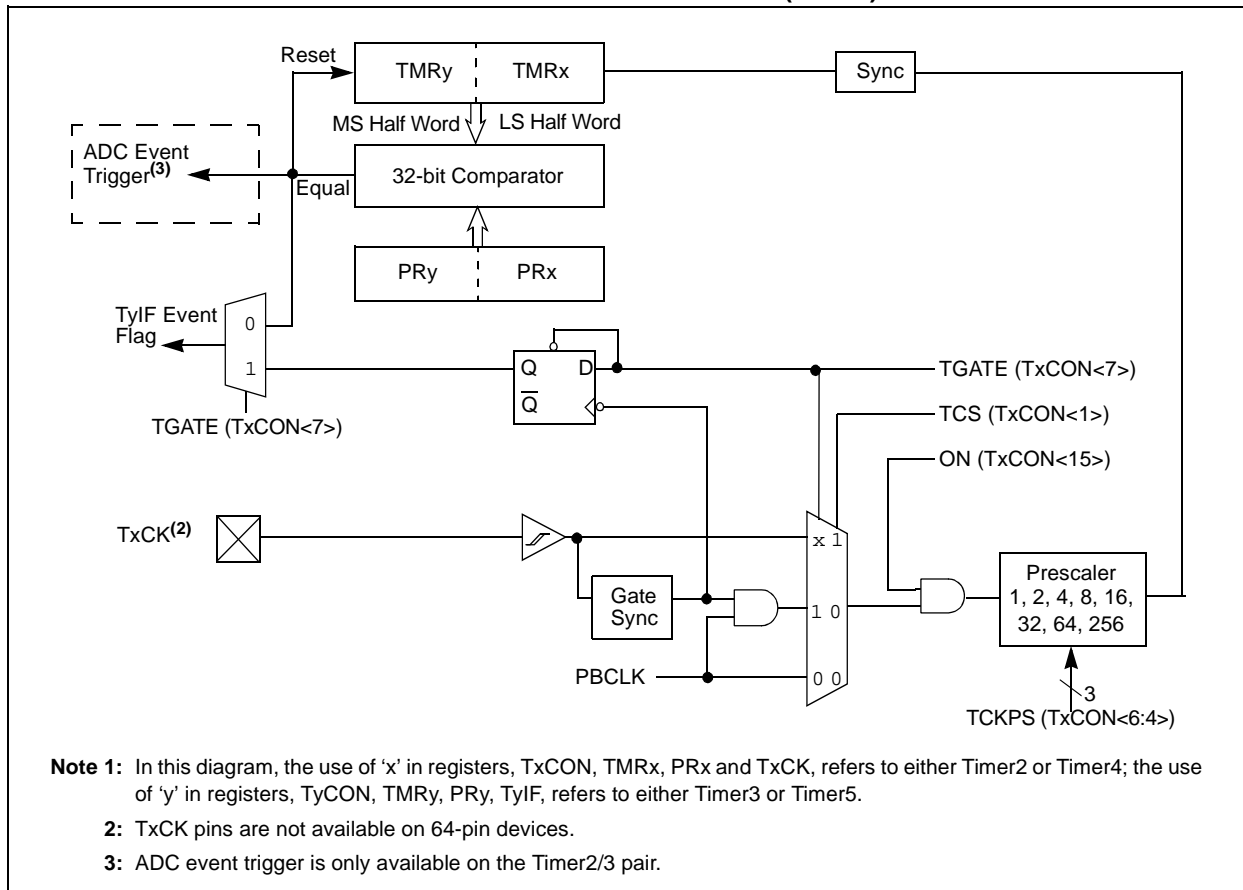 Reset
TMRy TMRx
Sync
MS Half Word LS Half Word
ADC Event
Trigger(3)
Equal
32-bit Comparator
PRy PRx
TyIF Event
Flag
0
1
TGATE (TxCON<7>)
Q D
Q
TGATE (TxCON<7>)
TCS (TxCON<1>)
ON (TxCON<15>)
TxCK(2)
x 1
Gate
Sync
1 0
PBCLK
0 0
Prescaler
1, 2, 4, 8, 16,
32, 64, 256
3
TCKPS (TxCON<6:4>)
Note 1: In this diagram, the use of ‘x’ in registers, TxCON, TMRx, PRx and TxCK, refers to either Timer2 or Timer4; the use
of ‘y’ in registers, TyCON, TMRy, PRy, TyIF, refers to either Timer3 or Timer5.
2: TxCK pins are not available on 64-pin devices.
3: ADC event trigger is only available on the Timer2/3 pair.